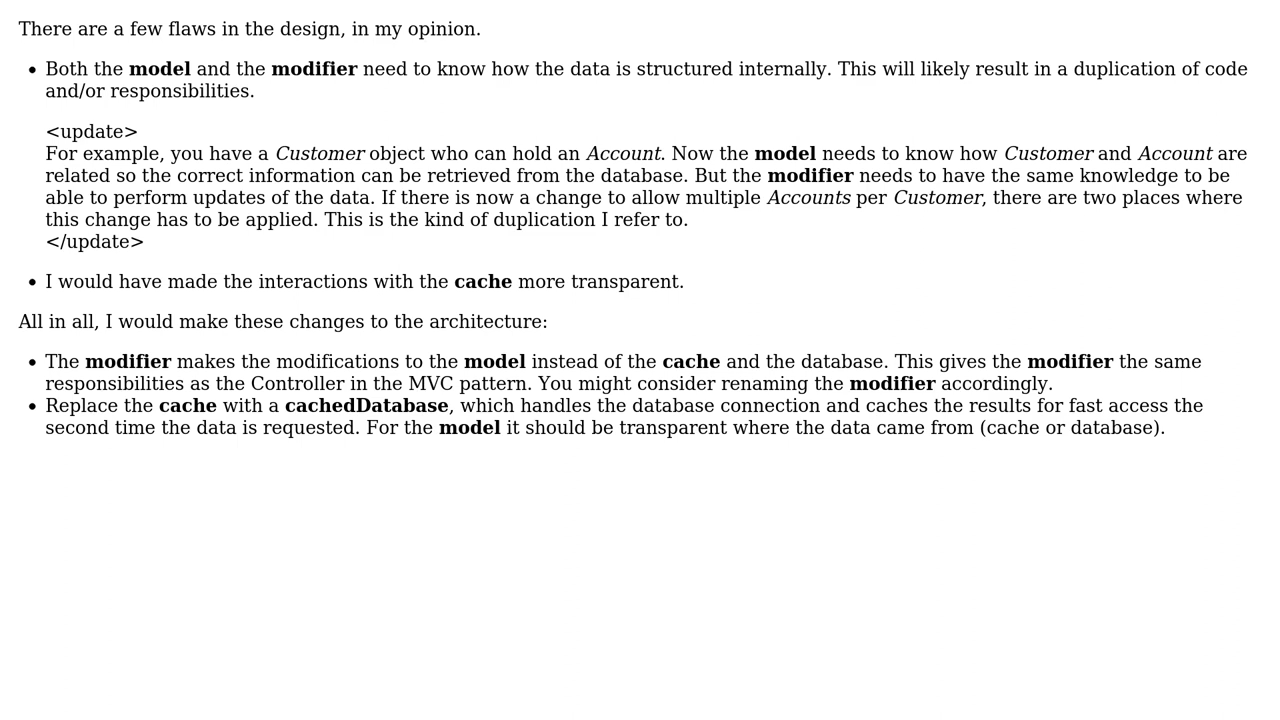 There are a few flaws in the design, in my opinion.
• Both the model and the modifier need to know how the data is structured internally. This will likely result in a duplication of code
and/or responsibilities.
<update>
For example, you have a Customer object who can hold an Account. Now the model needs to know how Customer and Account are
related so the correct information can be retrieved from the database. But the modifier needs to have the same knowledge to be
able to perform updates of the data. If there is now a change to allow multiple Accounts per Customer, there are two places where
this change has to be applied. This is the kind of duplication I refer to.
</update>
• I would have made the interactions with the cache more transparent.
All in all, I would make these changes to the architecture:
• The modifier makes the modifications to the model instead of the cache and the database. This gives the modifier the same
responsibilities as the Controller in the MVC pattern. You might consider renaming the modifier accordingly.
• Replace the cache with a cachedDatabase, which handles the database connection and caches the results for fast access the
second time the data is requested. For the model it should be transparent where the data came from (cache or database).